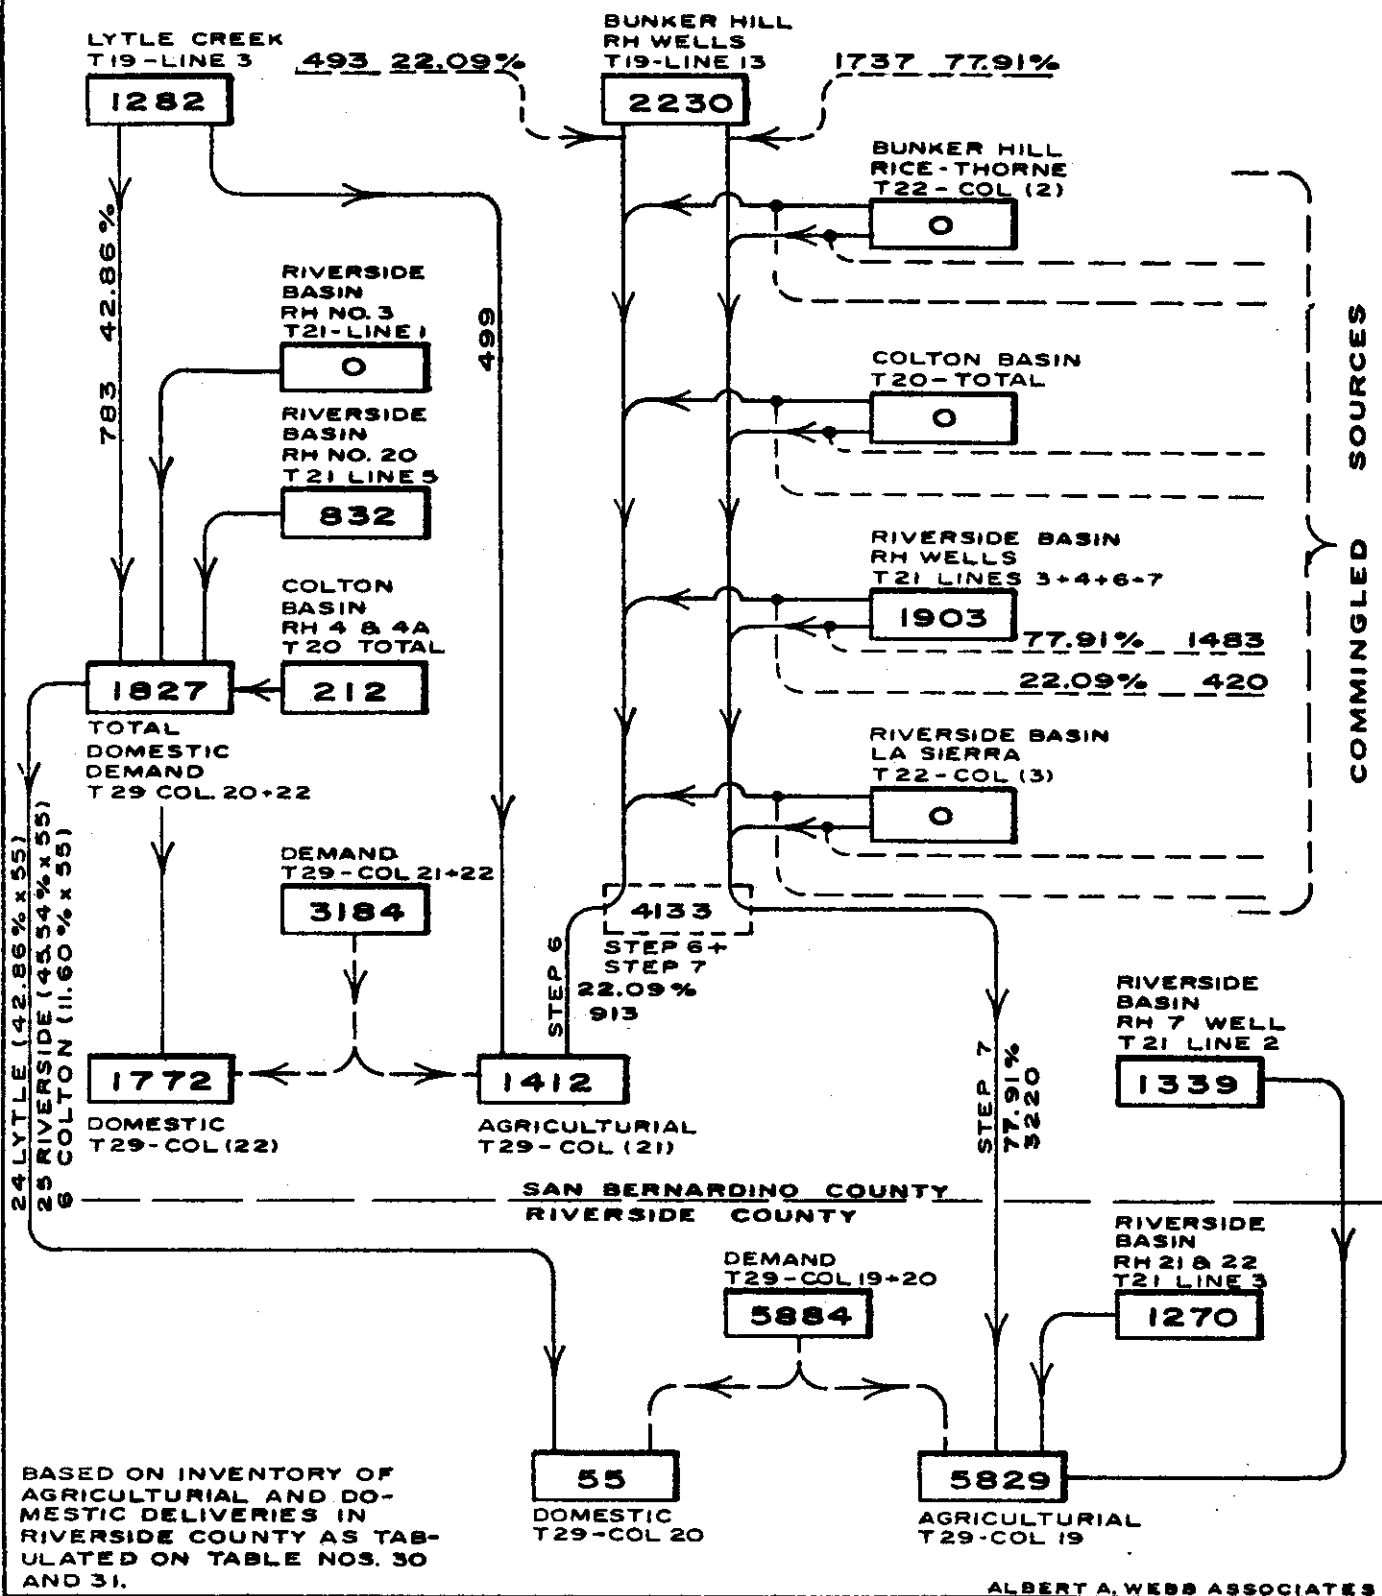 LYTLE CREEK
T19-LINE 3
1282
493 22.09%
BUNKER HILL
RH WELLS
T19-LINE 13
2230
1737 77.91%
BUNKER HILL
RICE-THORNE
T22-COL (2)
0
783 42.86 %
499
RIVERSIDE
BASIN
RH NO. 3
T21-LINE 1
0
COLTON BASIN
T20-TOTAL
0
RIVERSIDE
BASIN
RH NO. 20
T21 LINE 5
832
RIVERSIDE BASIN
RH WELLS
T21 LINES 3+4+6-7
1903
77.91% 1483
22.09% 420
COMMINGLED SOURCES
COLTON
BASIN
RH 4 & 4A
T20 TOTAL
212
1827
TOTAL
DOMESTIC
DEMAND
T29 COL. 20+22
RIVERSIDE BASIN
LA SIERRA
T22-COL (3)
0
DEMAND
T29-COL 21+22
3184
4133
STEP 6+
STEP 7
22.09%
913
STEP 6
24 LYTLE (42.86% x 55)
25 RIVERSIDE (45.54% x 55)
6 COLTON (11.60% x 55)
1772
DOMESTIC
T29-COL (22)
1412
AGRICULTURIAL
T29-COL (21)
STEP 7
77.91%
3220
RIVERSIDE
BASIN
RH 7 WELL
T21 LINE 2
1339
SAN BERNARDINO COUNTY
RIVERSIDE COUNTY
DEMAND
T29-COL 19+20
5884
RIVERSIDE
BASIN
RH 21 & 22
T21 LINE 3
1270
55
DOMESTIC
T29-COL 20
5829
AGRICULTURIAL
T29-COL 19
BASED ON INVENTORY OF
AGRICULTURIAL AND DO-
MESTIC DELIVERIES IN
RIVERSIDE COUNTY AS TAB-
ULATED ON TABLE NOS. 30
AND 31.
ALBERT A. WEBB ASSOCIATES